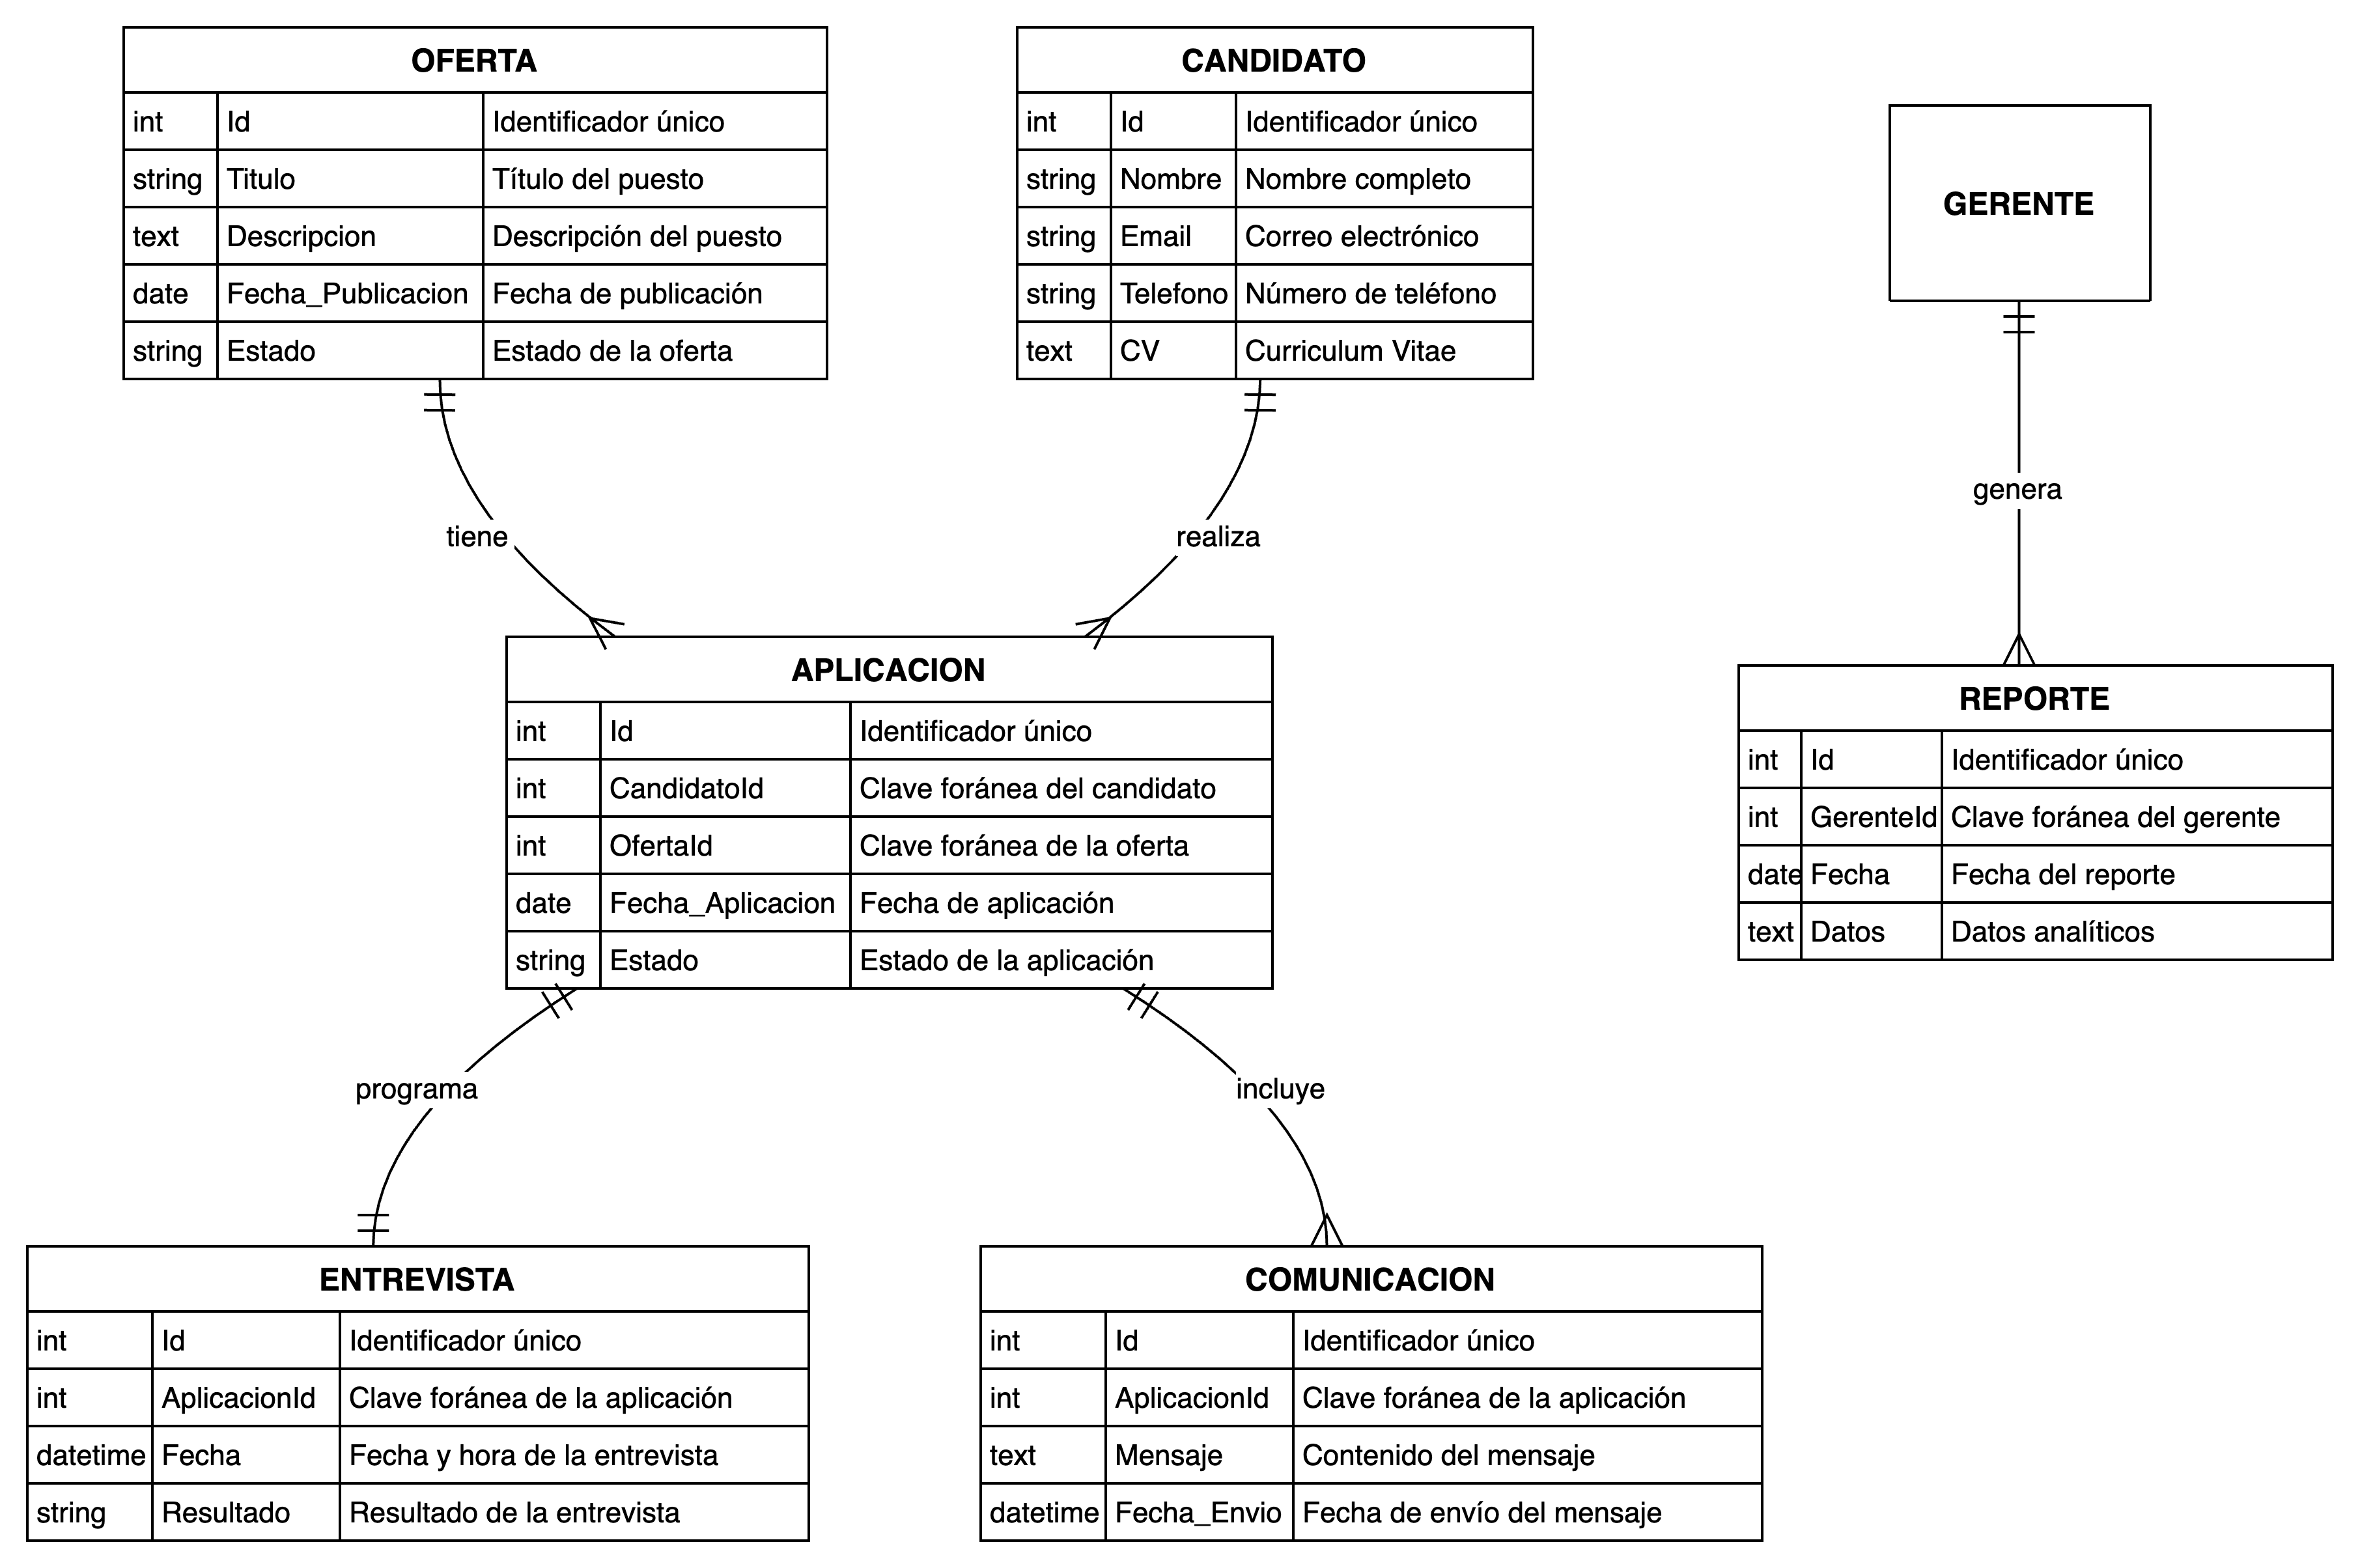 OFERTA
int Id Identificador único
string Titulo Título del puesto
text Descripcion Descripción del puesto
date Fecha_Publicacion Fecha de publicación
string Estado Estado de la oferta
CANDIDATO
int Id Identificador único
string Nombre Nombre completo
string Email Correo electrónico
string Telefono Número de teléfono
text CV Curriculum Vitae
GERENTE
tiene
realiza
genera
APLICACION
int Id Identificador único
int CandidatoId Clave foránea del candidato
int OfertaId Clave foránea de la oferta
date Fecha_Aplicacion Fecha de aplicación
string Estado Estado de la aplicación
REPORTE
int Id Identificador único
int GerenteId Clave foránea del gerente
date Fecha Fecha del reporte
text Datos Datos analíticos
programa
incluye
ENTREVISTA
int Id Identificador único
int AplicacionId Clave foránea de la aplicación
datetime Fecha Fecha y hora de la entrevista
string Resultado Resultado de la entrevista
COMUNICACION
int Id Identificador único
int AplicacionId Clave foránea de la aplicación
text Mensaje Contenido del mensaje
datetime Fecha_Envio Fecha de envío del mensaje